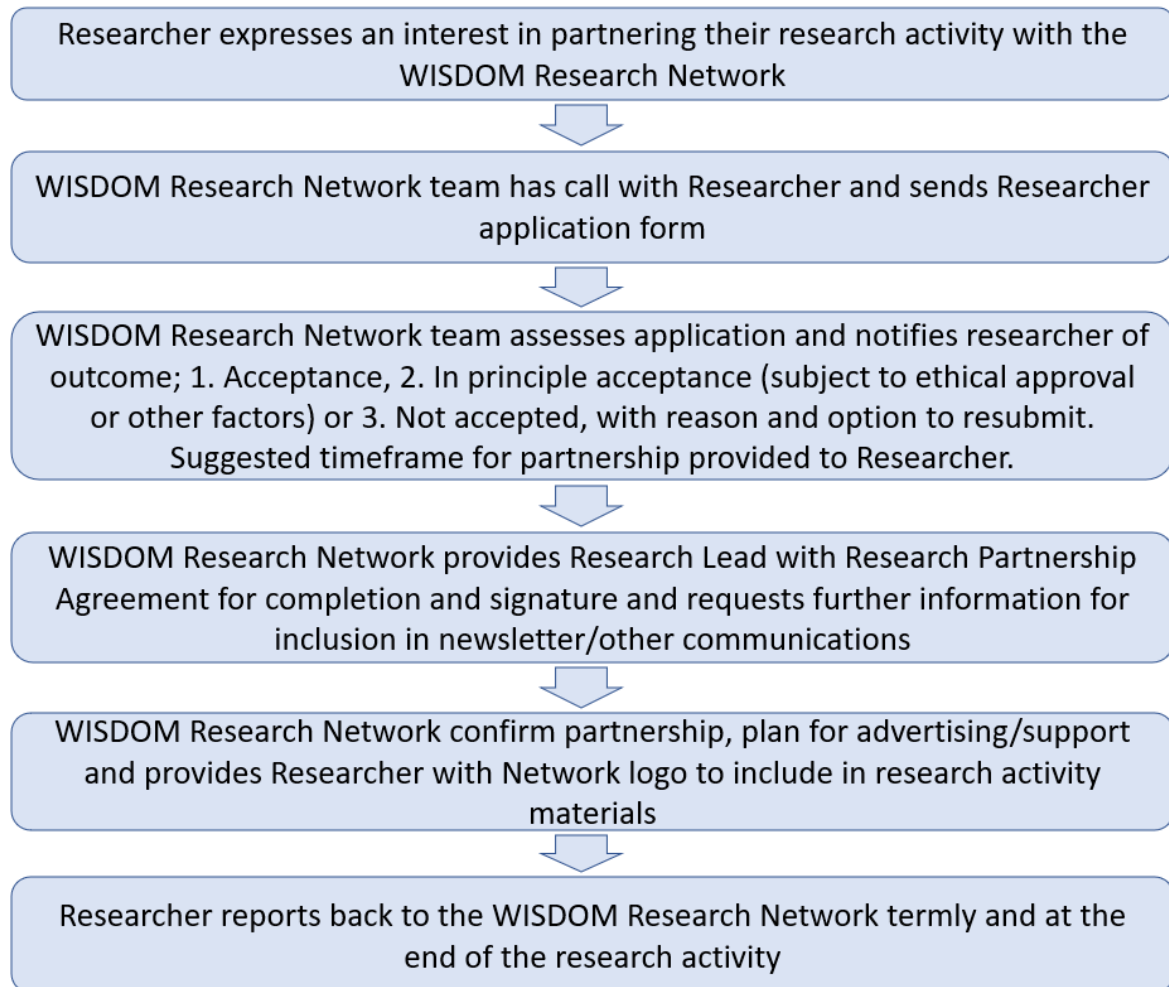 Researcher expresses an interest in partnering their research activity with the
WISDOM Research Network
WISDOM Research Network team has call with Researcher and sends Researcher
application form
WISDOM Research Network team assesses application and notifies researcher of
outcome; 1. Acceptance, 2. In principle acceptance (subject to ethical approval
or other factors) or 3. Not accepted, with reason and option to resubmit.
Suggested timeframe for partnership provided to Researcher.
WISDOM Research Network provides Research Lead with Research Partnership
Agreement for completion and signature and requests further information for
inclusion in newsletter/other communications
WISDOM Research Network confirm partnership, plan for advertising/support
and provides Researcher with Network logo to include in research activity
materials
Researcher reports back to the WISDOM Research Network termly and at the
end of the research activity